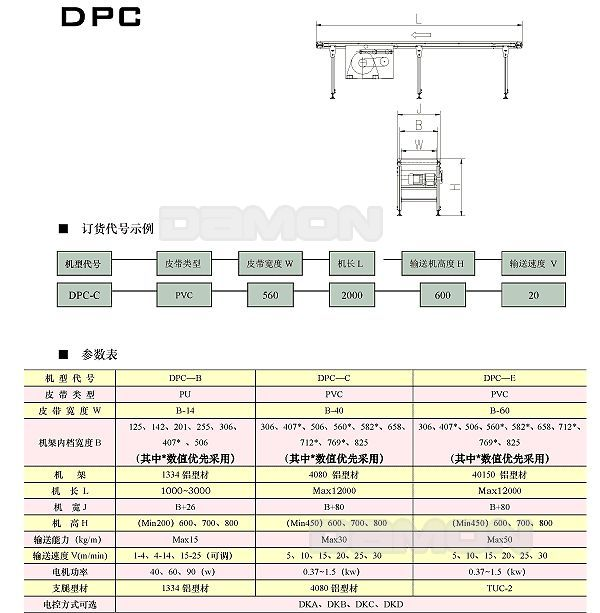 DPC
L
J
B
W
H
DAMON
■ 订货代号示例
机型代号 皮带类型 皮带宽度 W 机长 L 输送机高度 H 输送速度 V
DPC-C PVC 560 2000 600 20
■ 参数表
机 型 代 号 DPC—B DPC—C DPC—E
皮 带 类 型 PU PVC PVC
皮 带 宽 度 W B-14 B-40 B-60
机架内档宽度 B 125、142、201、255、306、407* 、506 (其中*数值优先采用) 306、407*、506、560*、582*、658、712*、769*、825 (其中*数值优先采用) 306、407*、506、560*、582*、658、712*、769*、825 (其中*数值优先采用)
机 架 1334 铝型材 4080 铝型材 40150 铝型材
机 长 L 1000~3000 Max12000 Max12000
机 宽 J B+26 B+80 B+80
机 高 H (Min200) 600、700、800 (Min450) 600、700、800 (Min450) 600、700、800
输送能力 (kg/m) Max15 Max30 Max50
输送速度 V(m/min) 1-4、4-14、15-25 (可调) 5、10、15、20、25、30 5、10、15、20、25、30
电机功率 40、60、90 (w) 0.37~1.5 (kw) 0.37~1.5 (kw)
支腿型材 1334 铝型材 4080 铝型材 TUC-2
电控方式可选 DKA、DKB、DKC、DKD